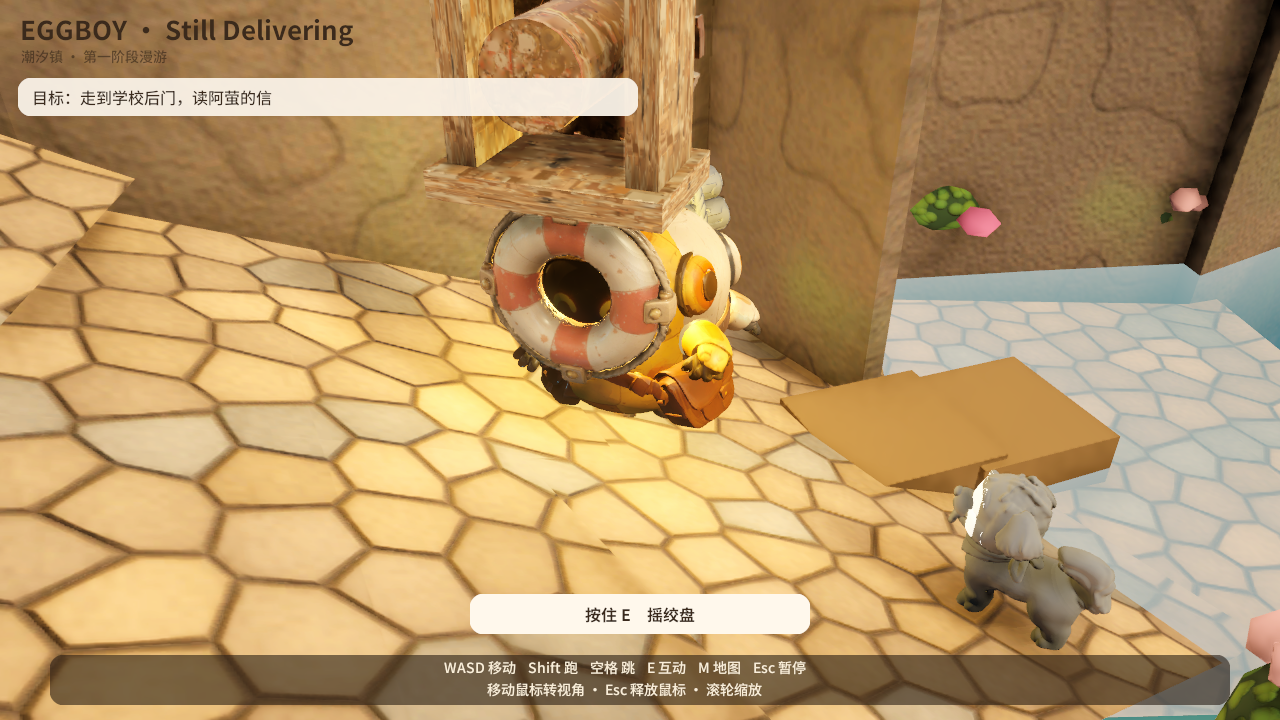 EGGBOY • Still Delivering
潮汐镇 · 第一阶段漫游
目标：走到学校后门，读阿萤的信
按住 E 摇绞盘
WASD 移动 Shift 跑 空格 跳 E 互动 M 地图 Esc 暂停
移动鼠标转视角 · Esc 释放鼠标 · 滚轮缩放